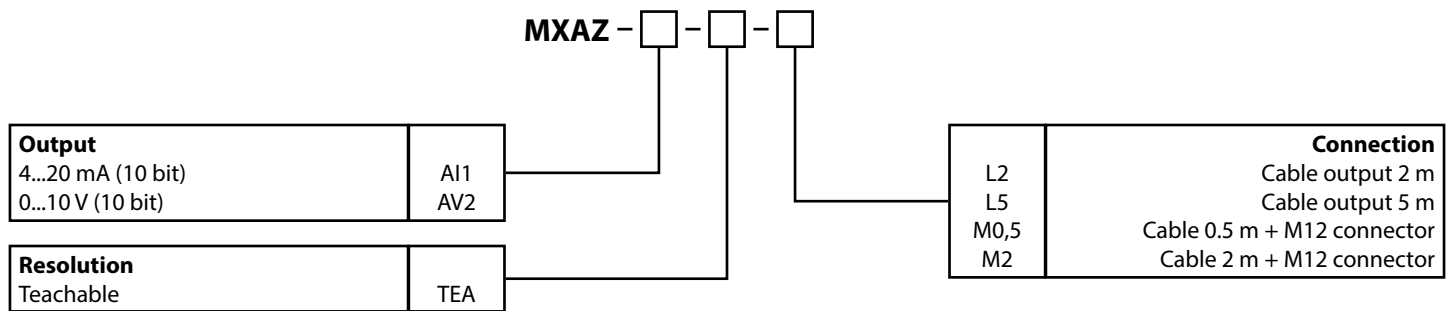 MXAZ – □ – □ – □
Output
4...20 mA (10 bit) AI1
0...10 V (10 bit) AV2
Resolution
Teachable TEA
Connection
L2 Cable output 2 m
L5 Cable output 5 m
M0,5 Cable 0.5 m + M12 connector
M2 Cable 2 m + M12 connector